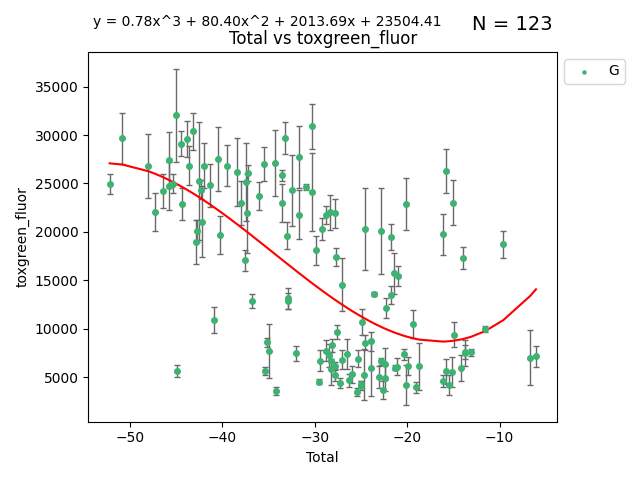 y = 0.78x^3 + 80.40x^2 + 2013.69x + 23504.41
N = 123
Total vs toxgreen_fluor
G
35000
30000
25000
20000
15000
10000
5000
toxgreen_fluor
−50 −40 −30 −20 −10
Total